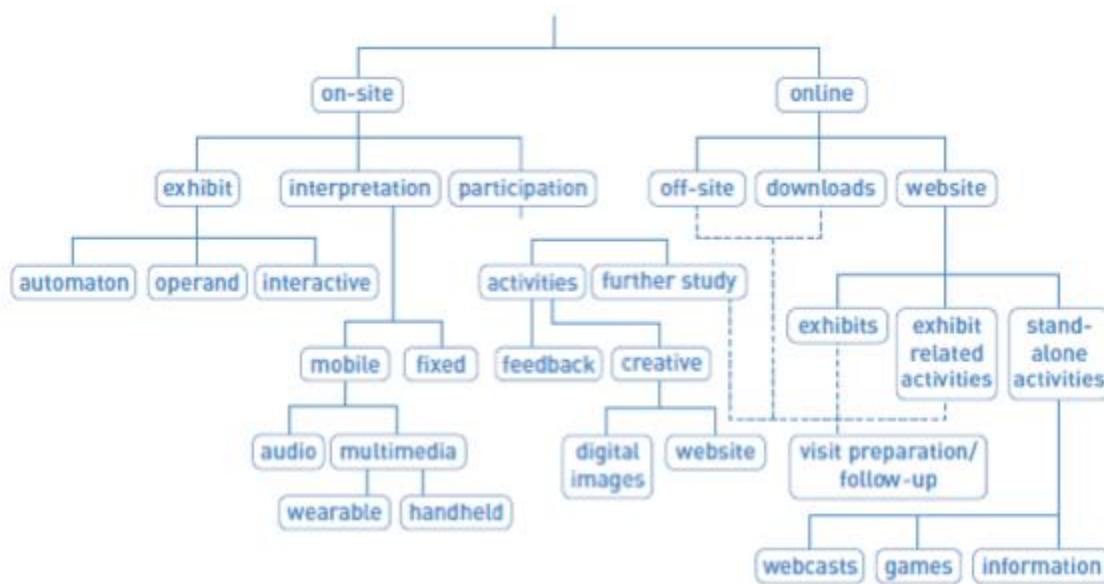 on-site
online
exhibit
interpretation
participation
off-site
downloads
website
automaton
operand
interactive
activities
further study
exhibits
exhibit
related
activities
stand-
alone
activities
mobile
fixed
feedback
creative
audio
multimedia
digital
images
website
visit preparation/
follow-up
wearable
handheld
webcasts
games
information